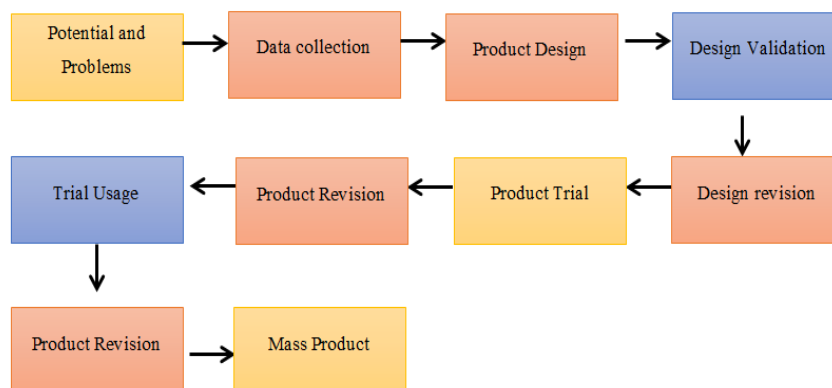 Potential and
Problems
Data collection
Product Design
Design Validation
Design revision
Product Trial
Product Revision
Trial Usage
Product Revision
Mass Product